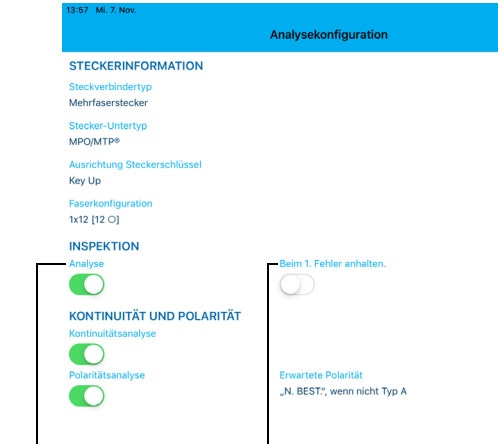 13:57 Mi. 7. Nov.
Analysekonfiguration
STECKERINFORMATION
Steckverbindertyp
Mehrfaserstecker
Stecker-Untertyp
MPO/MTP®
Ausrichtung Steckerschlüssel
Key Up
Faserkonfiguration
1x12 [12 O]
INSPEKTION
Analyse
Beim 1. Fehler anhalten.
KONTINUITÄT UND POLARITÄT
Kontinuitätsanalyse
Polaritätsanalyse
Erwartete Polarität
„N. BEST.“, wenn nicht Typ A